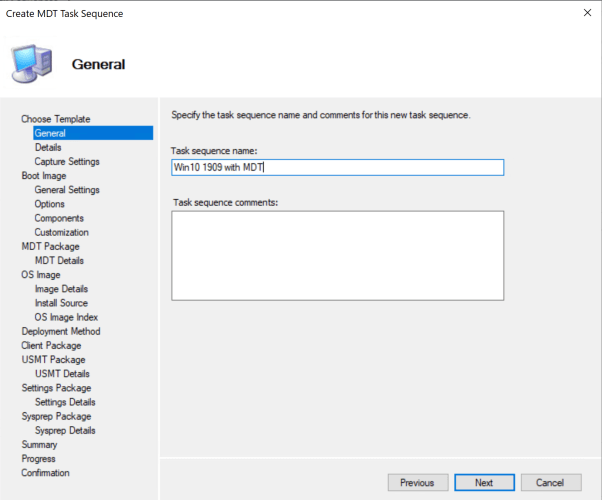 Create MDT Task Sequence
General
Choose Template
General
Details
Capture Settings
Boot Image
General Settings
Options
Components
Customization
MDT Package
MDT Details
OS Image
Image Details
Install Source
OS Image Index
Deployment Method
Client Package
USMT Package
USMT Details
Settings Package
Settings Details
Sysprep Package
Sysprep Details
Summary
Progress
Confirmation
Specify the task sequence name and comments for this new task sequence.
Task sequence name:
Win10 1909 with MDT
Task sequence comments:
Previous
Next
Cancel